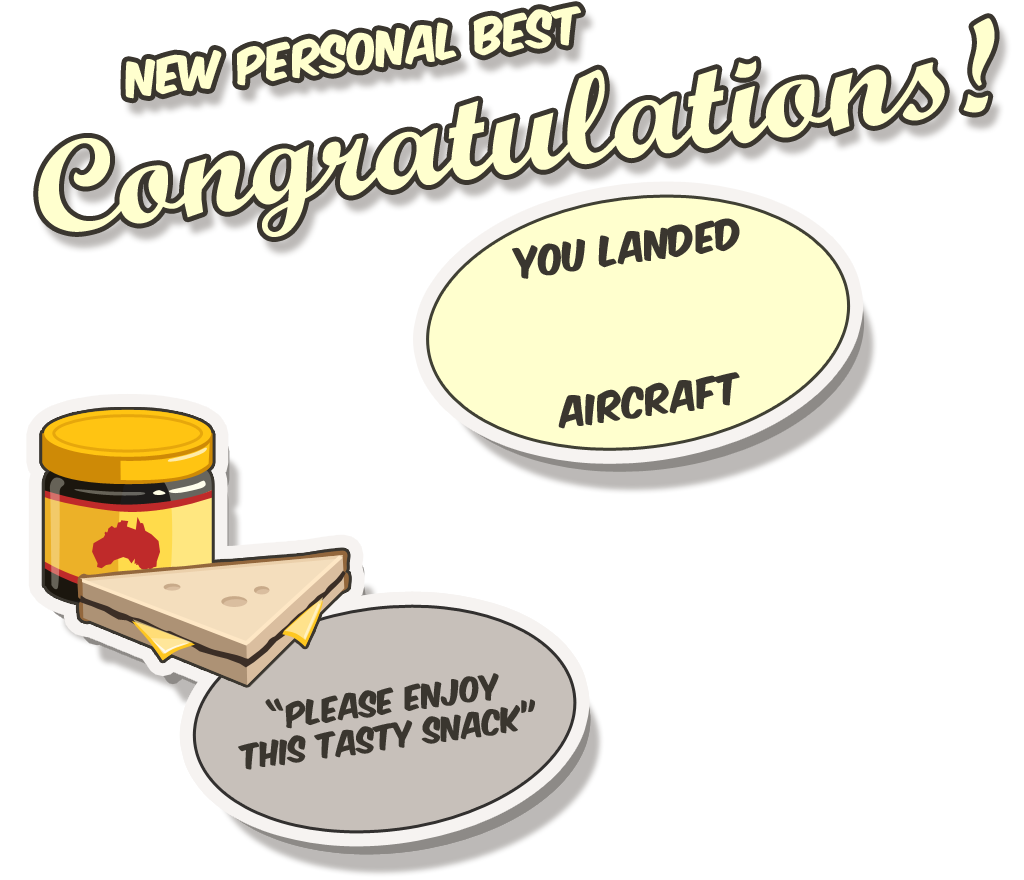 NEW PERSONAL BEST
Congratulations!
YOU LANDED
AIRCRAFT
“PLEASE ENJOY
THIS TASTY SNACK”